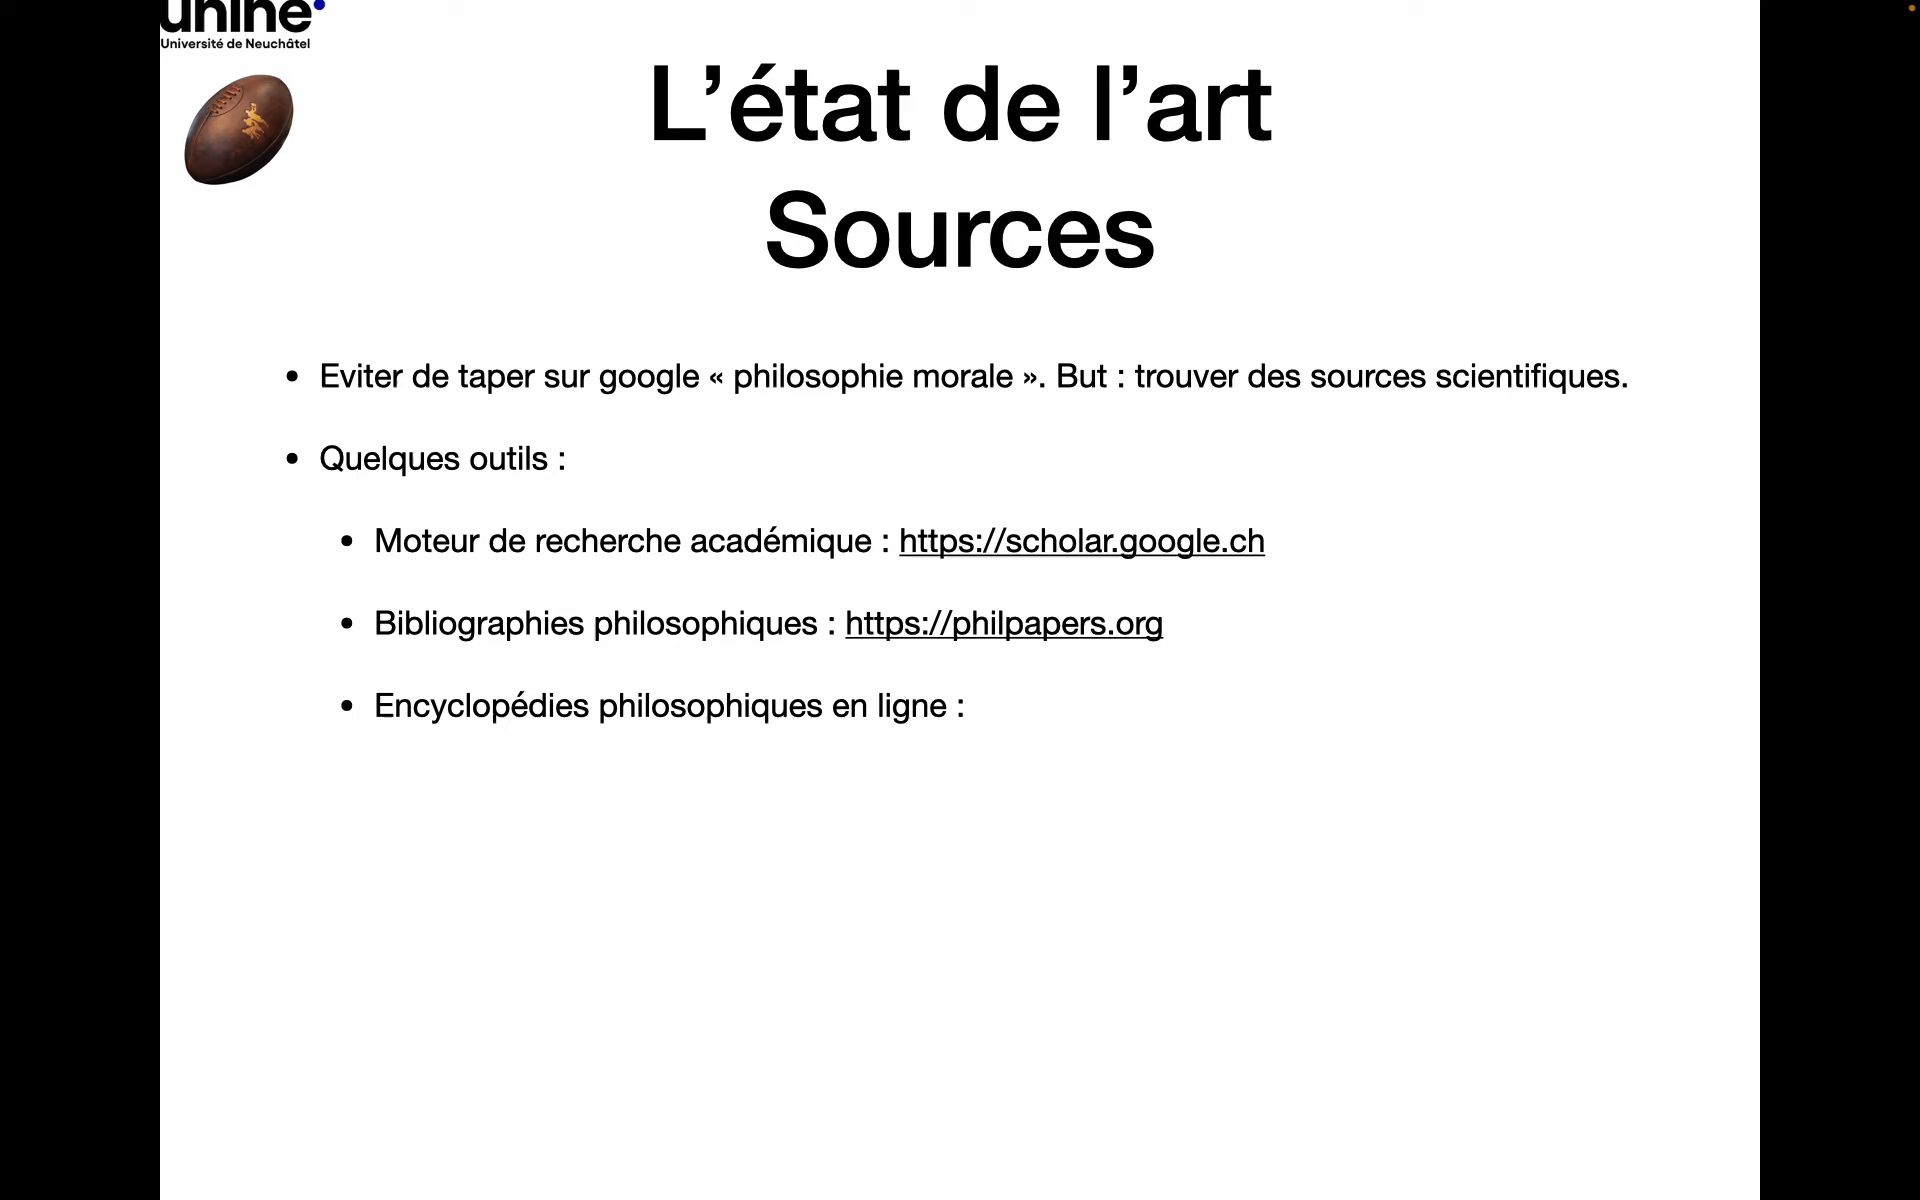 unine
Université de Neuchâtel
L’état de l’art
Sources
• Eviter de taper sur google « philosophie morale ». But : trouver des sources scientifiques.
• Quelques outils :
• Moteur de recherche académique : https://scholar.google.ch
• Bibliographies philosophiques : https://philpapers.org
• Encyclopédies philosophiques en ligne :